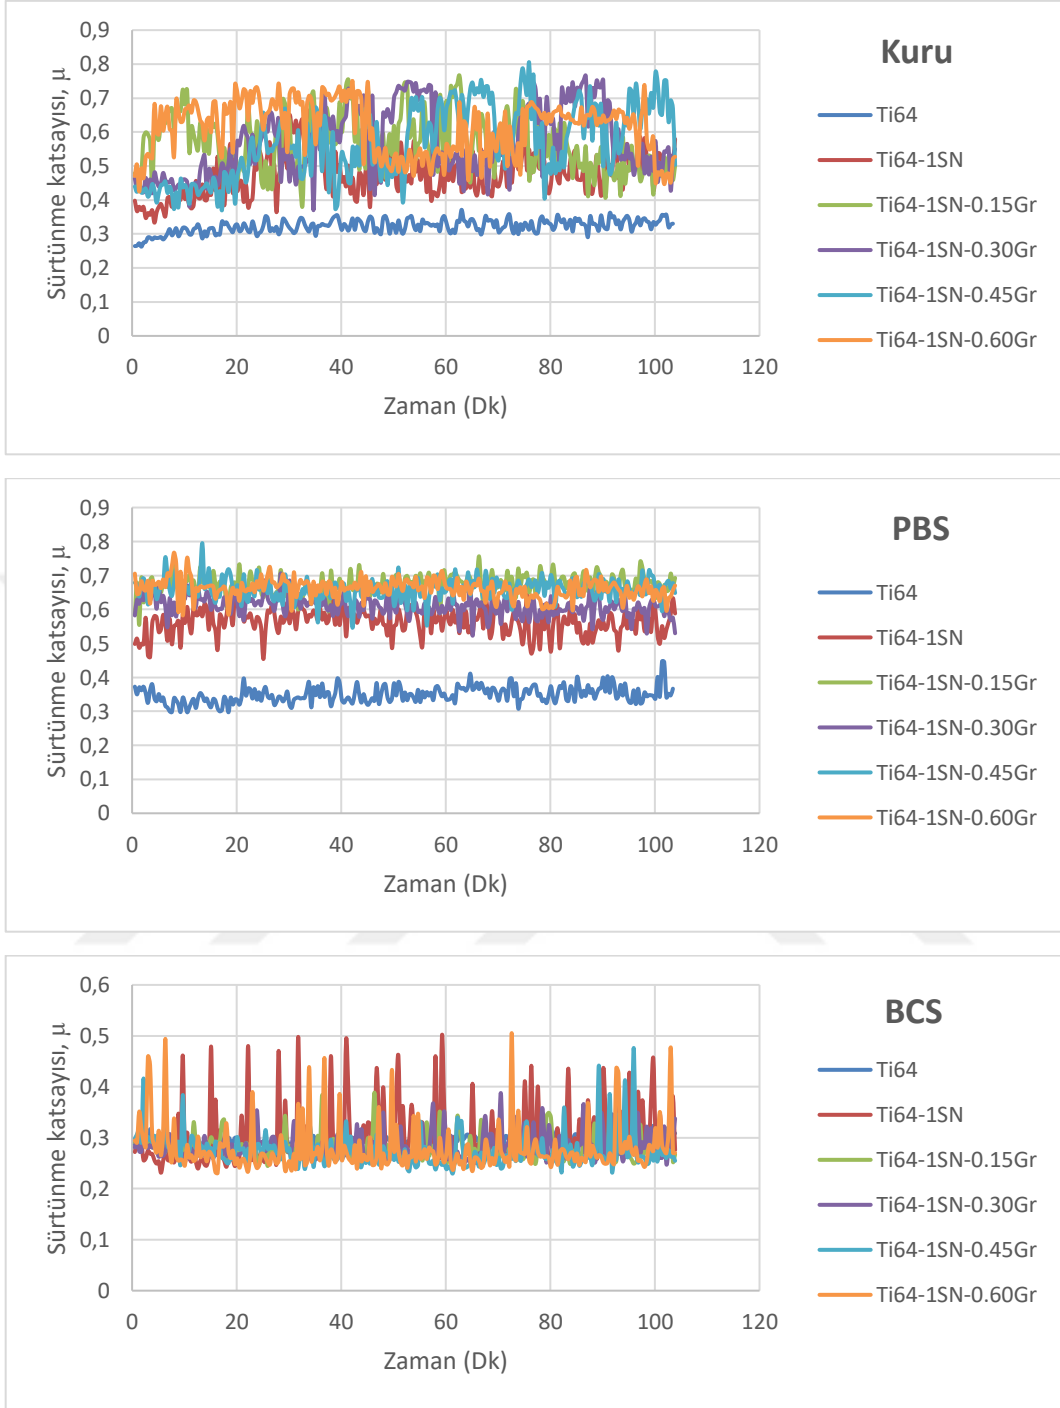 Kuru
Sürtünme katsayısı, μ
0,9
0,8
0,7
0,6
0,5
0,4
0,3
0,2
0,1
0
0 20 40 60 80 100 120
Zaman (Dk)
Ti64
Ti64-1SN
Ti64-1SN-0.15Gr
Ti64-1SN-0.30Gr
Ti64-1SN-0.45Gr
Ti64-1SN-0.60Gr
PBS
Sürtünme katsayısı, μ
0,9
0,8
0,7
0,6
0,5
0,4
0,3
0,2
0,1
0
0 20 40 60 80 100 120
Zaman (Dk)
Ti64
Ti64-1SN
Ti64-1SN-0.15Gr
Ti64-1SN-0.30Gr
Ti64-1SN-0.45Gr
Ti64-1SN-0.60Gr
BCS
Sürtünme katsayısı, μ
0,6
0,5
0,4
0,3
0,2
0,1
0
0 20 40 60 80 100 120
Zaman (Dk)
Ti64
Ti64-1SN
Ti64-1SN-0.15Gr
Ti64-1SN-0.30Gr
Ti64-1SN-0.45Gr
Ti64-1SN-0.60Gr